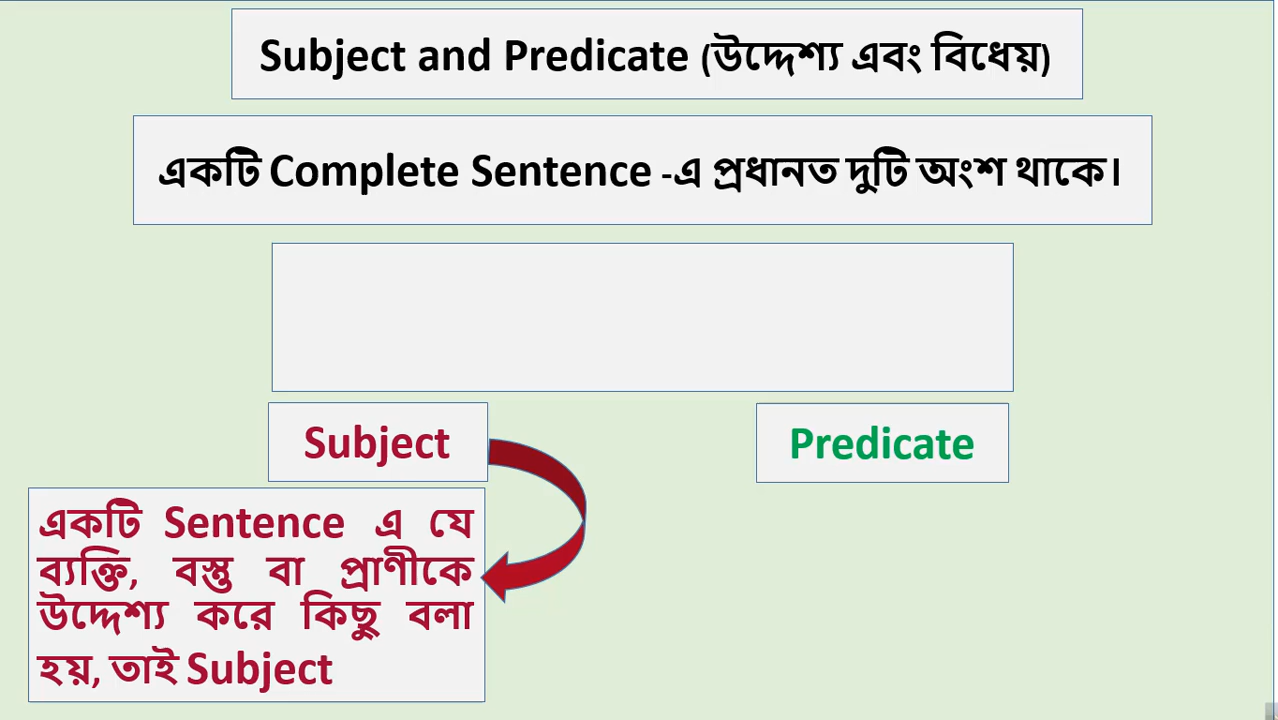 Subject and Predicate (উদ্দেশ্য এবং বিধেয়)
একটি Complete Sentence -এ প্রধানত দুটি অংশ থাকে।
Subject
Predicate
একটি Sentence এ যে
ব্যক্তি, বস্তু বা প্রাণীকে
উদ্দেশ্য করে কিছু বলা
হয়, তাই Subject